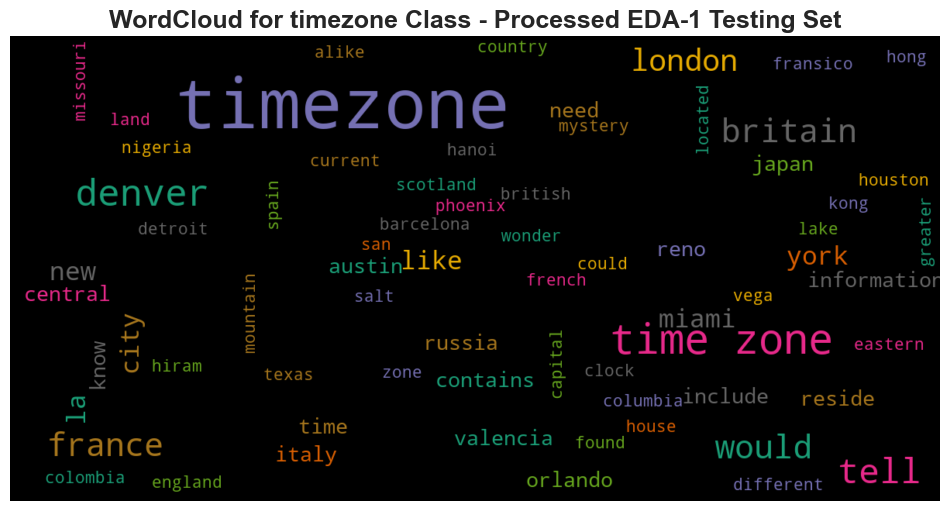 WordCloud for timezone Class - Processed EDA-1 Testing Set
missouri
alike
country
london
fransico
hong
land
timezone
need
mystery
located
britain
nigeria
current
hanoi
japan
houston
denver
spain
scotland
british
phoenix
kong
detroit
barcelona
wonder
lake
greater
san
new
austin
like
could
reno
york
central
french
information
mountain
salt
vega
city
miami
know
russia
time zone
eastern
hiram
texas
zone
contains
capital
clock
la
columbia
include
reside
france
time
italy
valencia
house
found
would
colombia
england
orlando
different
tell